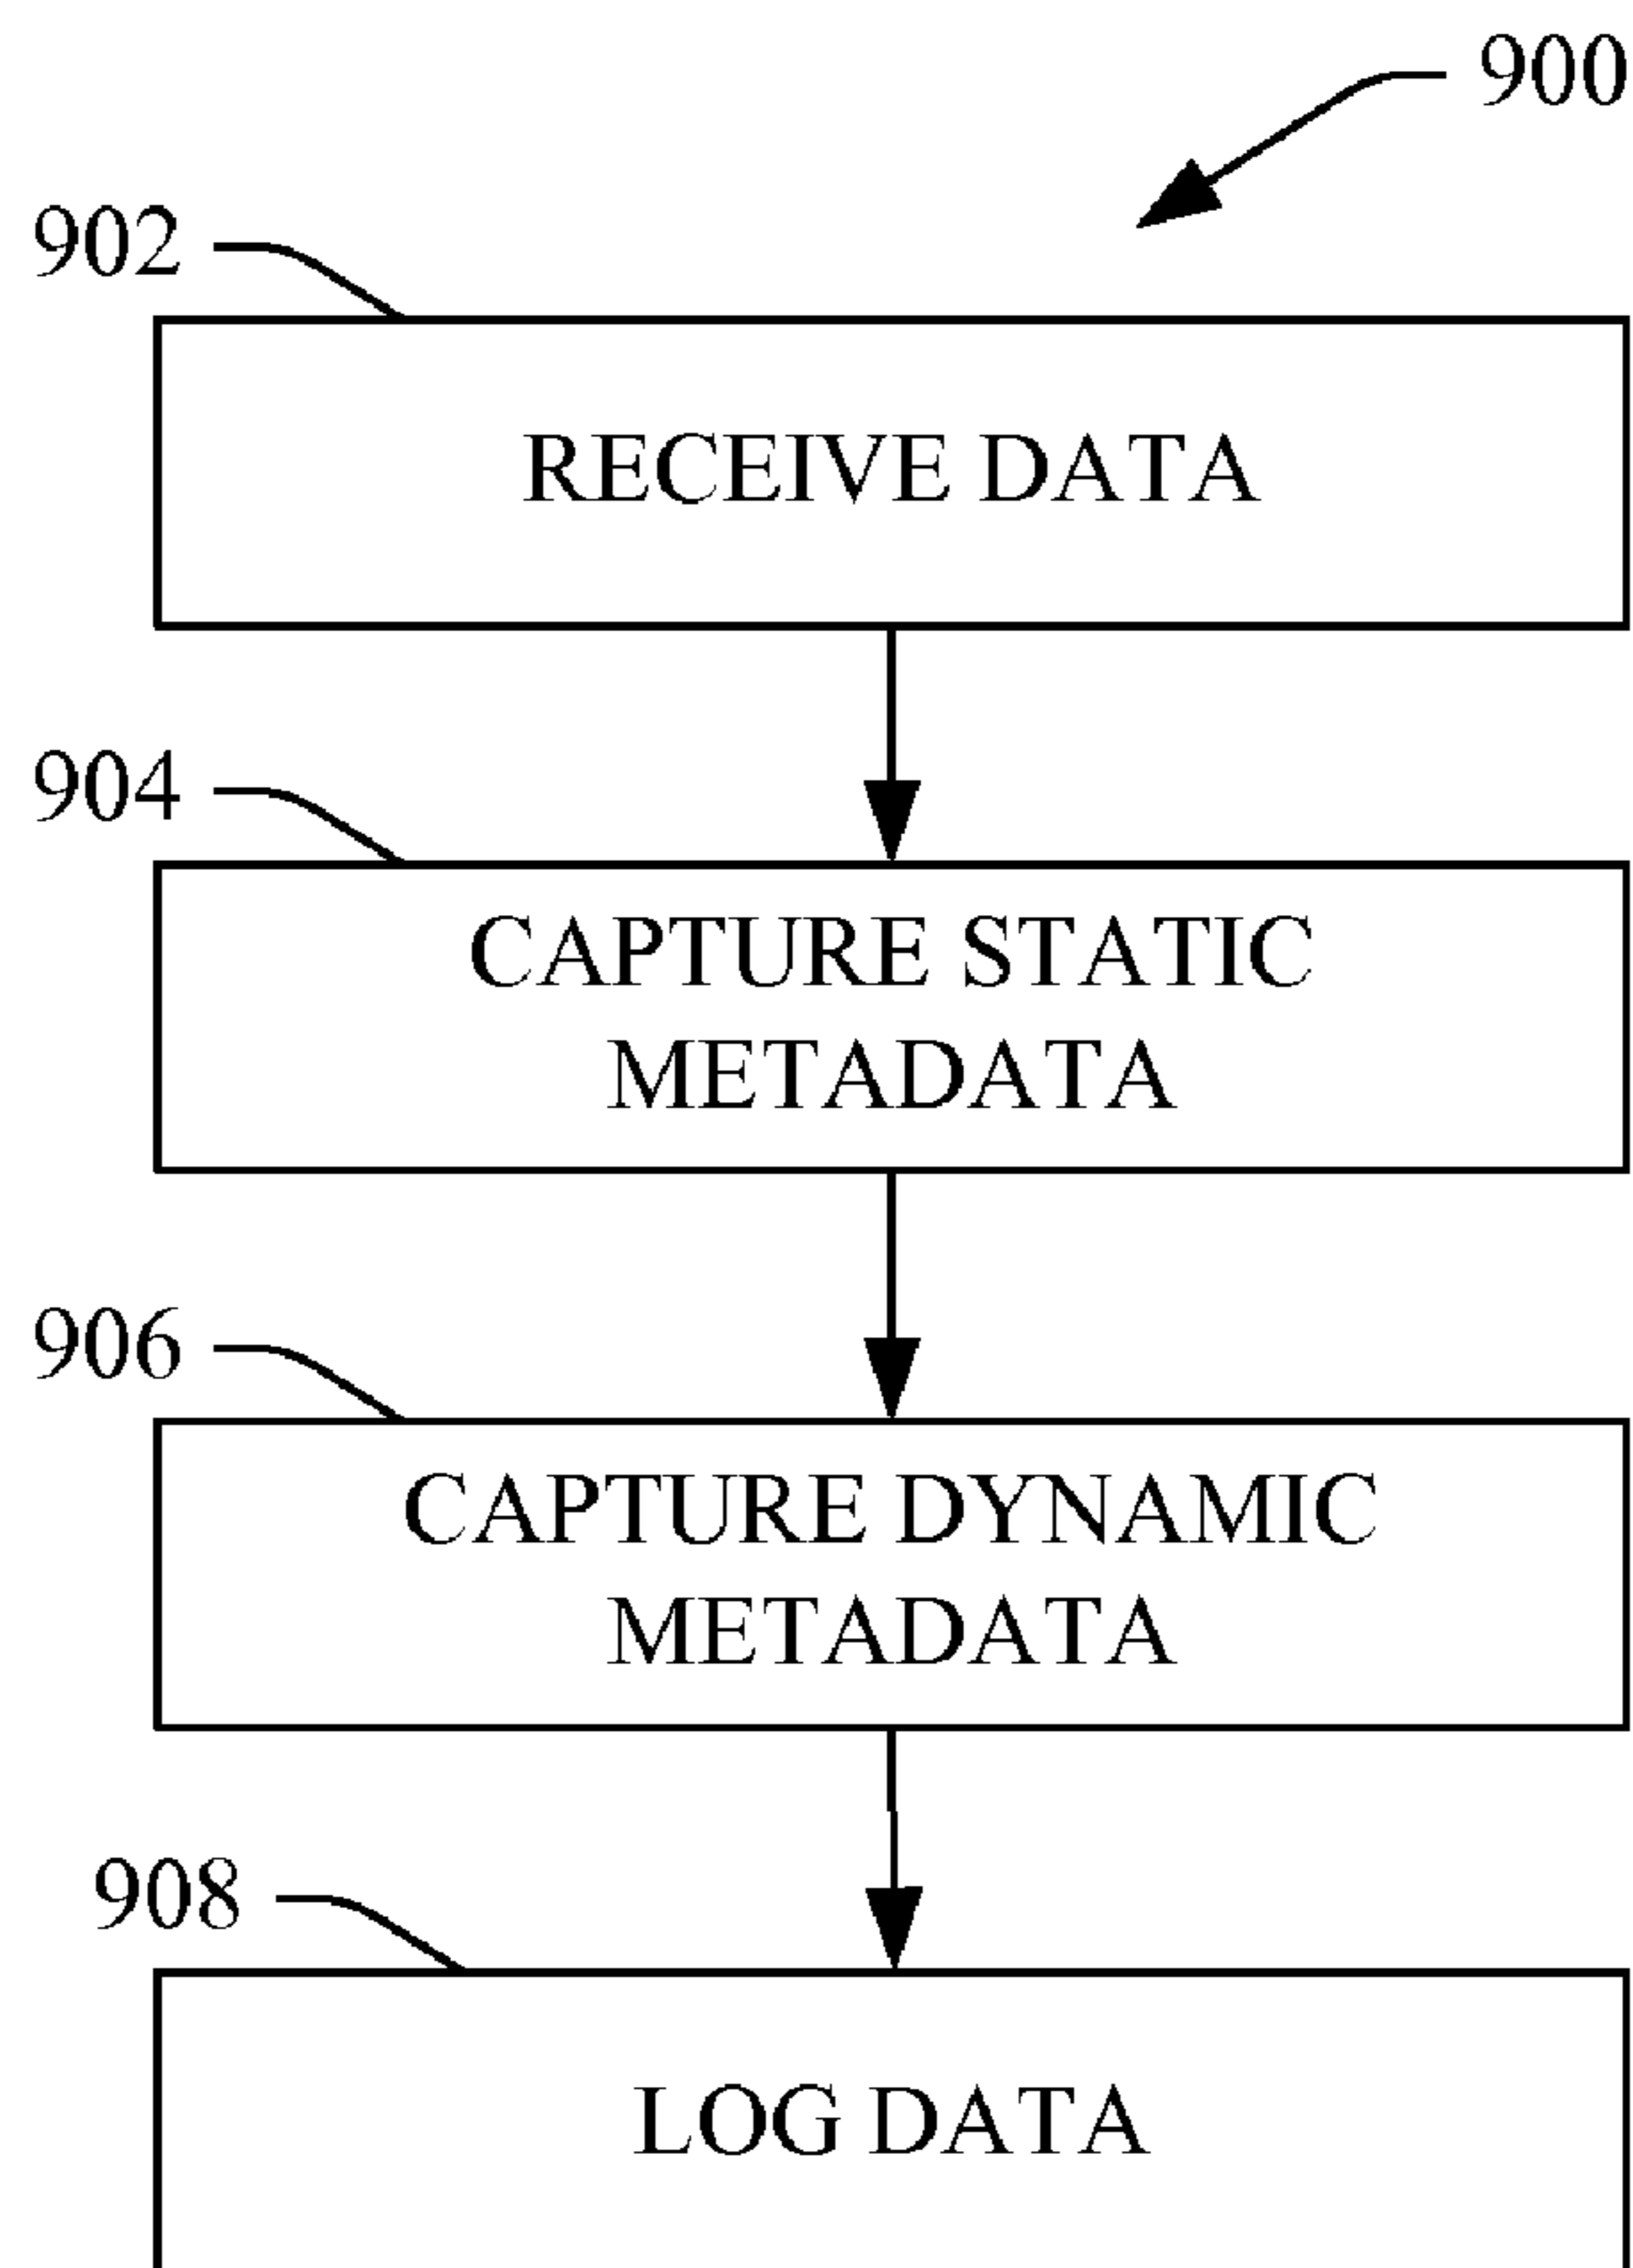 900
902
RECEIVE DATA
904
CAPTURE STATIC
METADATA
906
CAPTURE DYNAMIC
METADATA
908
LOG DATA